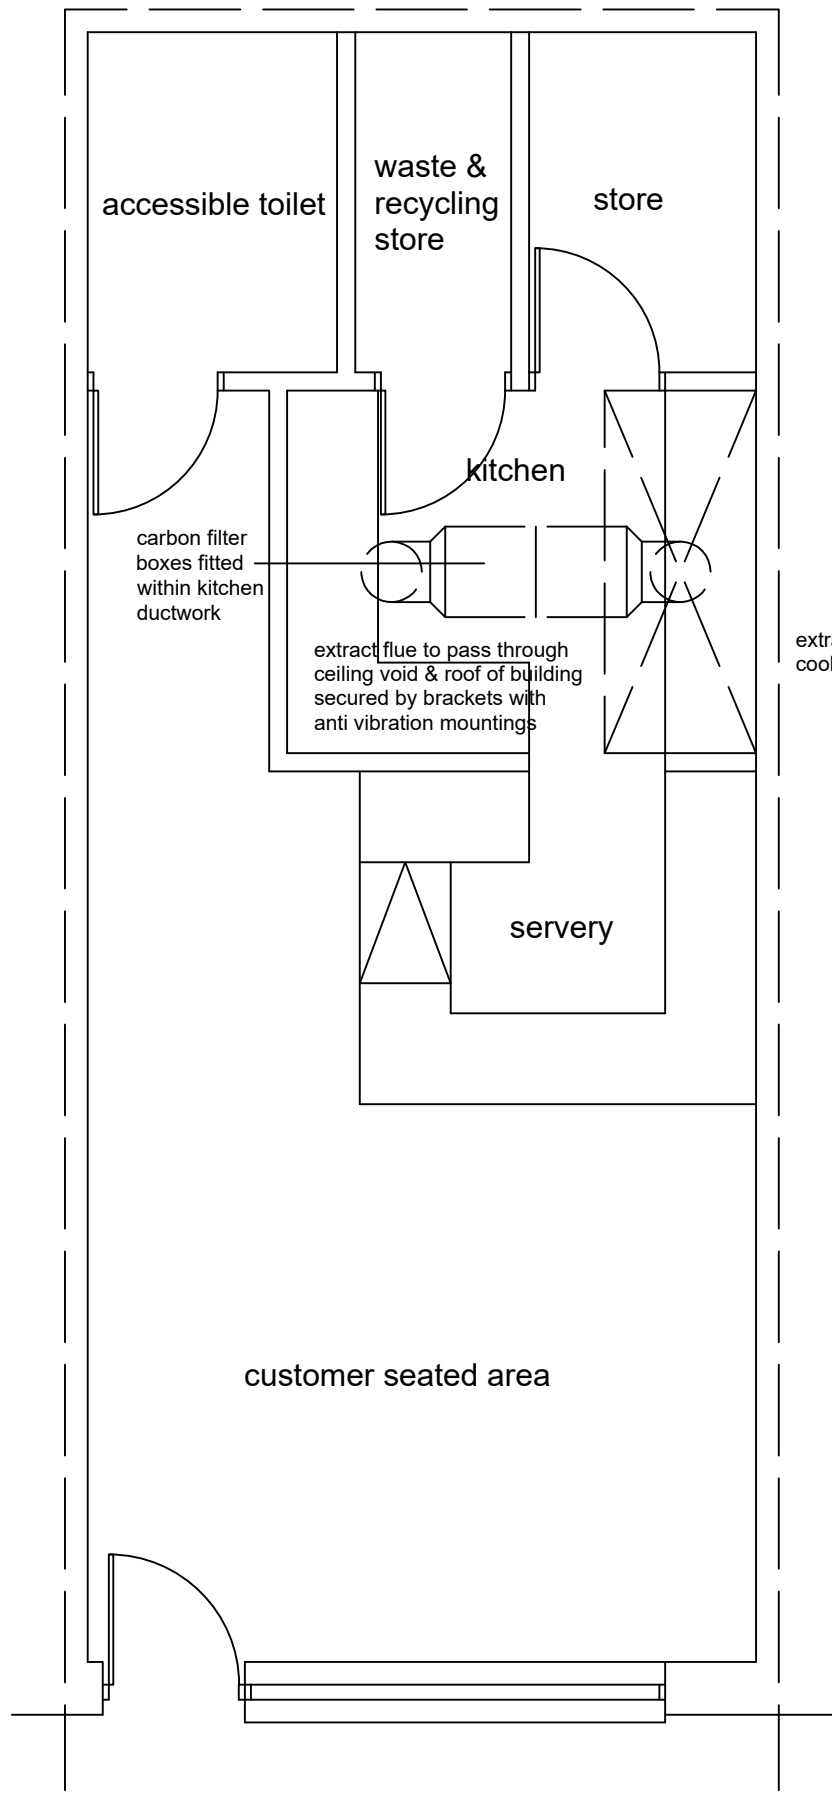 accessible toilet
waste &
recycling
store
store
kitchen
carbon filter
boxes fitted
within kitchen
ductwork
extract flue to pass through
ceiling void & roof of building
secured by brackets with
anti vibration mountings
servery
customer seated area